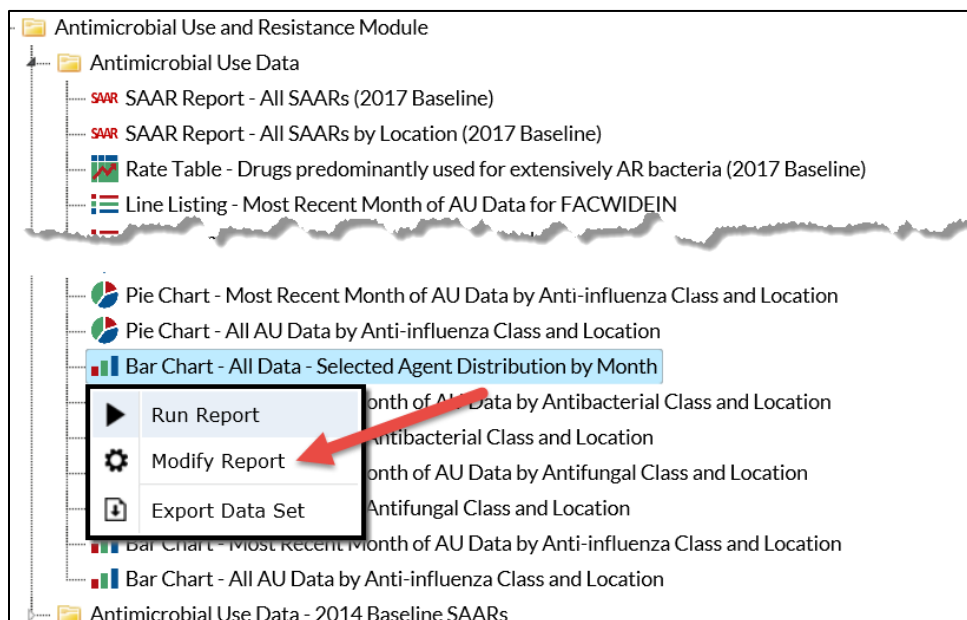 Antimicrobial Use and Resistance Module
Antimicrobial Use Data
SAAR SAAR Report - All SAARs (2017 Baseline)
SAAR SAAR Report - All SAARs by Location (2017 Baseline)
Rate Table - Drugs predominantly used for extensively AR bacteria (2017 Baseline)
Line Listing - Most Recent Month of AU Data for FACWIDEIN
Pie Chart - Most Recent Month of AU Data by Anti-influenza Class and Location
Pie Chart - All AU Data by Anti-influenza Class and Location
Bar Chart - All Data - Selected Agent Distribution by Month
Run Report
onth of AU Data by Antibacterial Class and Location
Antibacterial Class and Location
Modify Report
onth of AU Data by Antifungal Class and Location
Export Data Set
Antifungal Class and Location
Bar Chart - Most Recent Month of AU Data by Anti-influenza Class and Location
Bar Chart - All AU Data by Anti-influenza Class and Location
Antimicrobial Use Data - 2014 Baseline SAARs